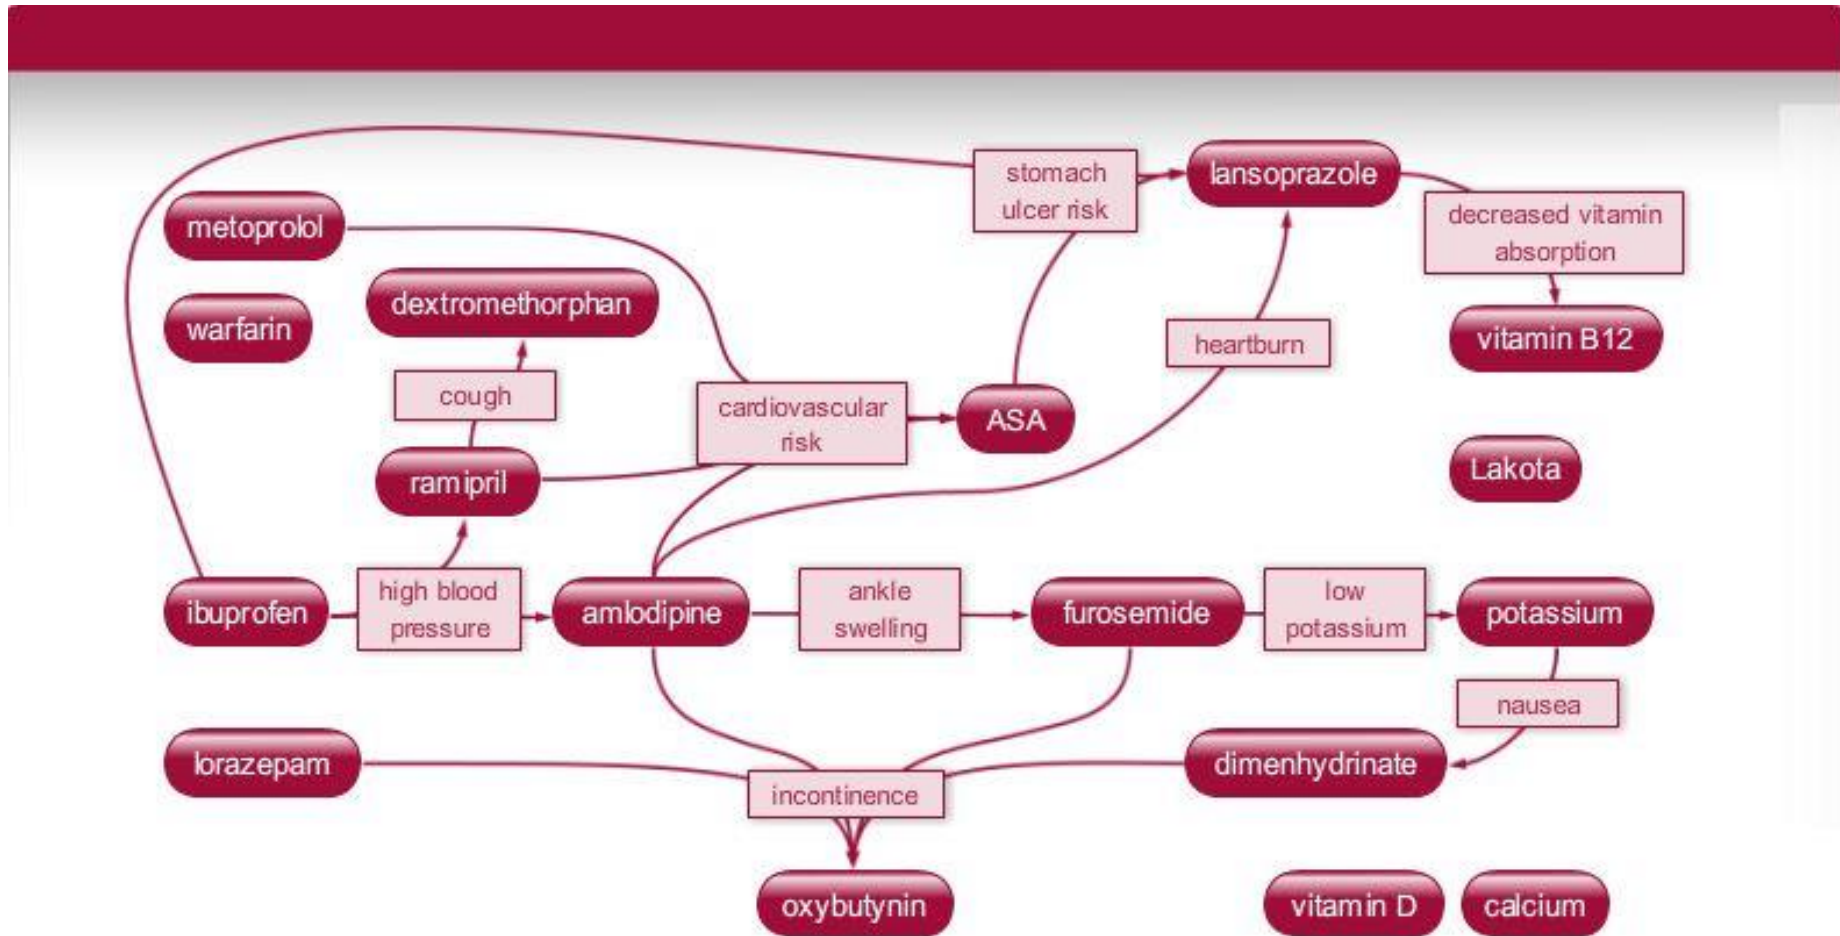 stomach
ulcer risk
lansoprazole
metoprolol
decreased vitamin
absorption
dextromethorphan
warfarin
vitamin B12
heartburn
cough
cardiovascular
risk
ASA
Lakota
ramipril
ibuprofen
high blood
pressure
amlodipine
ankle
swelling
furosemide
low
potassium
potassium
nausea
lorazepam
dimenhydrinate
incontinence
oxybutynin
vitamin D
calcium